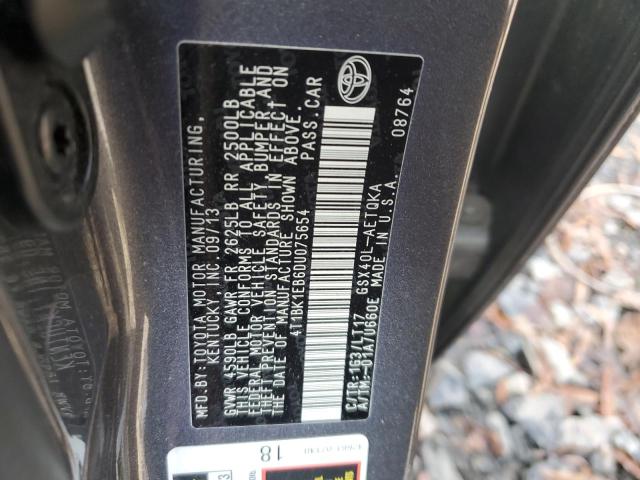 MFD.BY: TOYOTA MOTOR MANUFACTURING,
KENTUCKY, INC. 09/13
GVWR 4590LB GAWR FR 2625LB RR 2500LB
THIS VEHICLE CONFORMS TO ALL APPLICABLE
FEDERAL MOTOR VEHICLE SAFETY, BUMPER, AND
THEFT PREVENTION STANDARDS IN EFFECT ON
THE DATE OF MANUFACTURE SHOWN ABOVE.
4T1BK1EB6DU075654 PASS.CAR
C/TR:1G3/LT17 GSX40L-AETQKA
A/TM:-01A/U660E MADE IN U.S.A.
08764
18